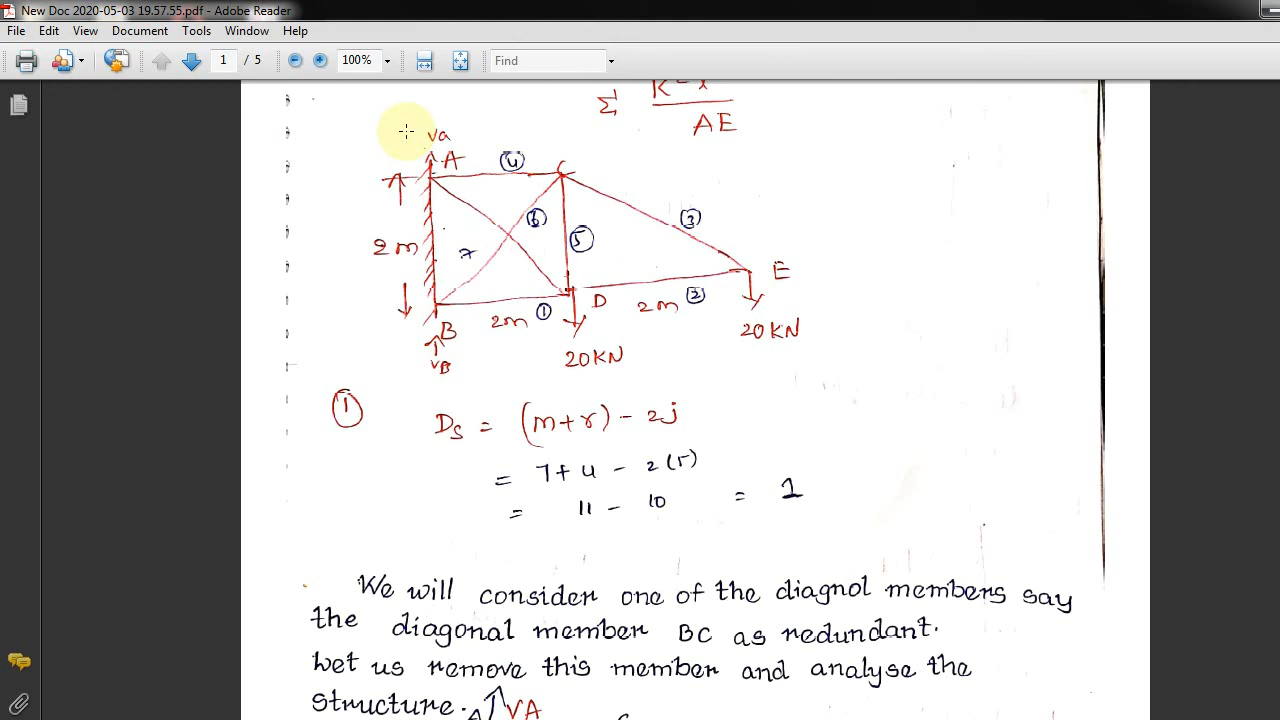 New Doc 2020-05-03 19.57.55.pdf - Adobe Reader
File Edit View Document Tools Window Help
1 / 5 100% Find
Σ
AE
Va
A 4 C
6 3
2m 7 5
E
D 2m 2
2m 1
B 20KN
VB 20KN
1 Ds = (m+r) - 2j
= 7+4 - 2(5)
= 11 - 10 = 1
We will consider one of the diagnol members say
the diagonal member BC as redundant.
Let us remove this member and analyse the
structure. A VA